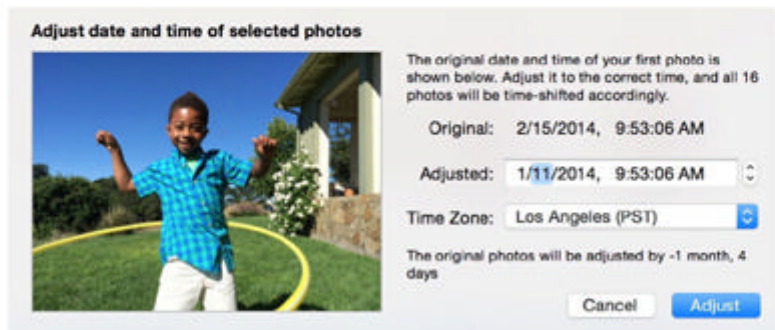 Adjust date and time of selected photos
The original date and time of your first photo is
shown below. Adjust it to the correct time, and all 16
photos will be time-shifted accordingly.
Original: 2/15/2014, 9:53:06 AM
Adjusted: 1/11/2014, 9:53:06 AM
Time Zone: Los Angeles (PST)
The original photos will be adjusted by -1 month, 4
days
Cancel Adjust